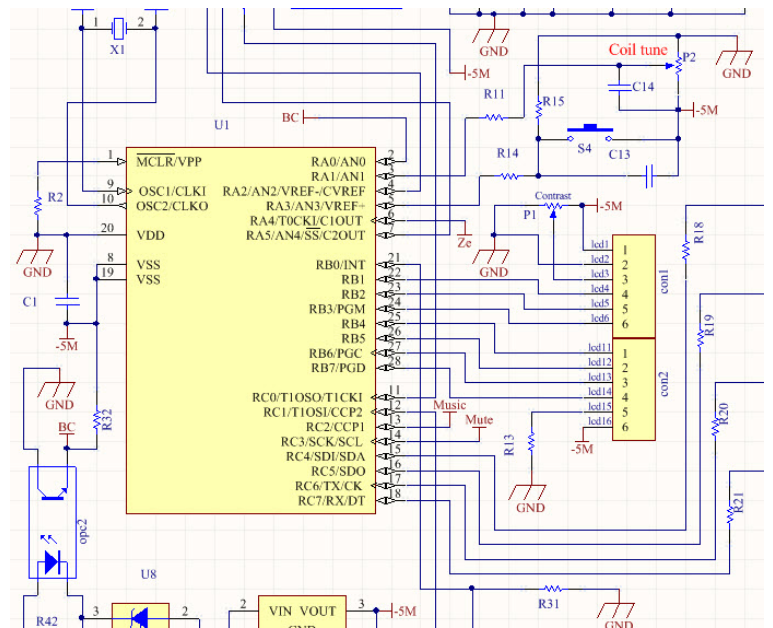 1
2
X1
GND
Coil tune
P2
GND
-5M
C14
R11
R15
-5M
BC
U1
S4
C13
R14
1
MCLR/VPP
RA0/AN0
2
RA1/AN1
3
R2
9
OSC1/CLKI
RA2/AN2/VREF-/CVREF
4
10
OSC2/CLKO
RA3/AN3/VREF+
5
RA4/T0CKI/C1OUT
6
20
VDD
RA5/AN4/SS/C2OUT
7
Ze
Contrast
P1
-5M
GND
GND
8
VSS
RB0/INT
21
19
VSS
RB1
22
RB2
23
C1
RB3/PGM
24
RB4
25
-5M
RB5
26
RB6/PGC
27
RB7/PGD
28
lcd1
1
lcd2
2
lcd3
3
lcd4
4
lcd5
5
lcd6
6
con1
lcd11
1
lcd12
2
lcd13
3
lcd14
4
lcd15
5
lcd16
6
con2
R18
R19
R20
R21
GND
BC
R32
RC0/T1OSO/T1CKI
11
RC1/T1OSI/CCP2
2
RC2/CCP1
3
RC3/SCK/SCL
4
RC4/SDI/SDA
5
RC5/SDO
6
RC6/TX/CK
7
RC7/RX/DT
8
Music
Mute
R13
-5M
GND
opc2
U8
R42
3
2
2
VIN VOUT
3
-5M
GND
R31
GND